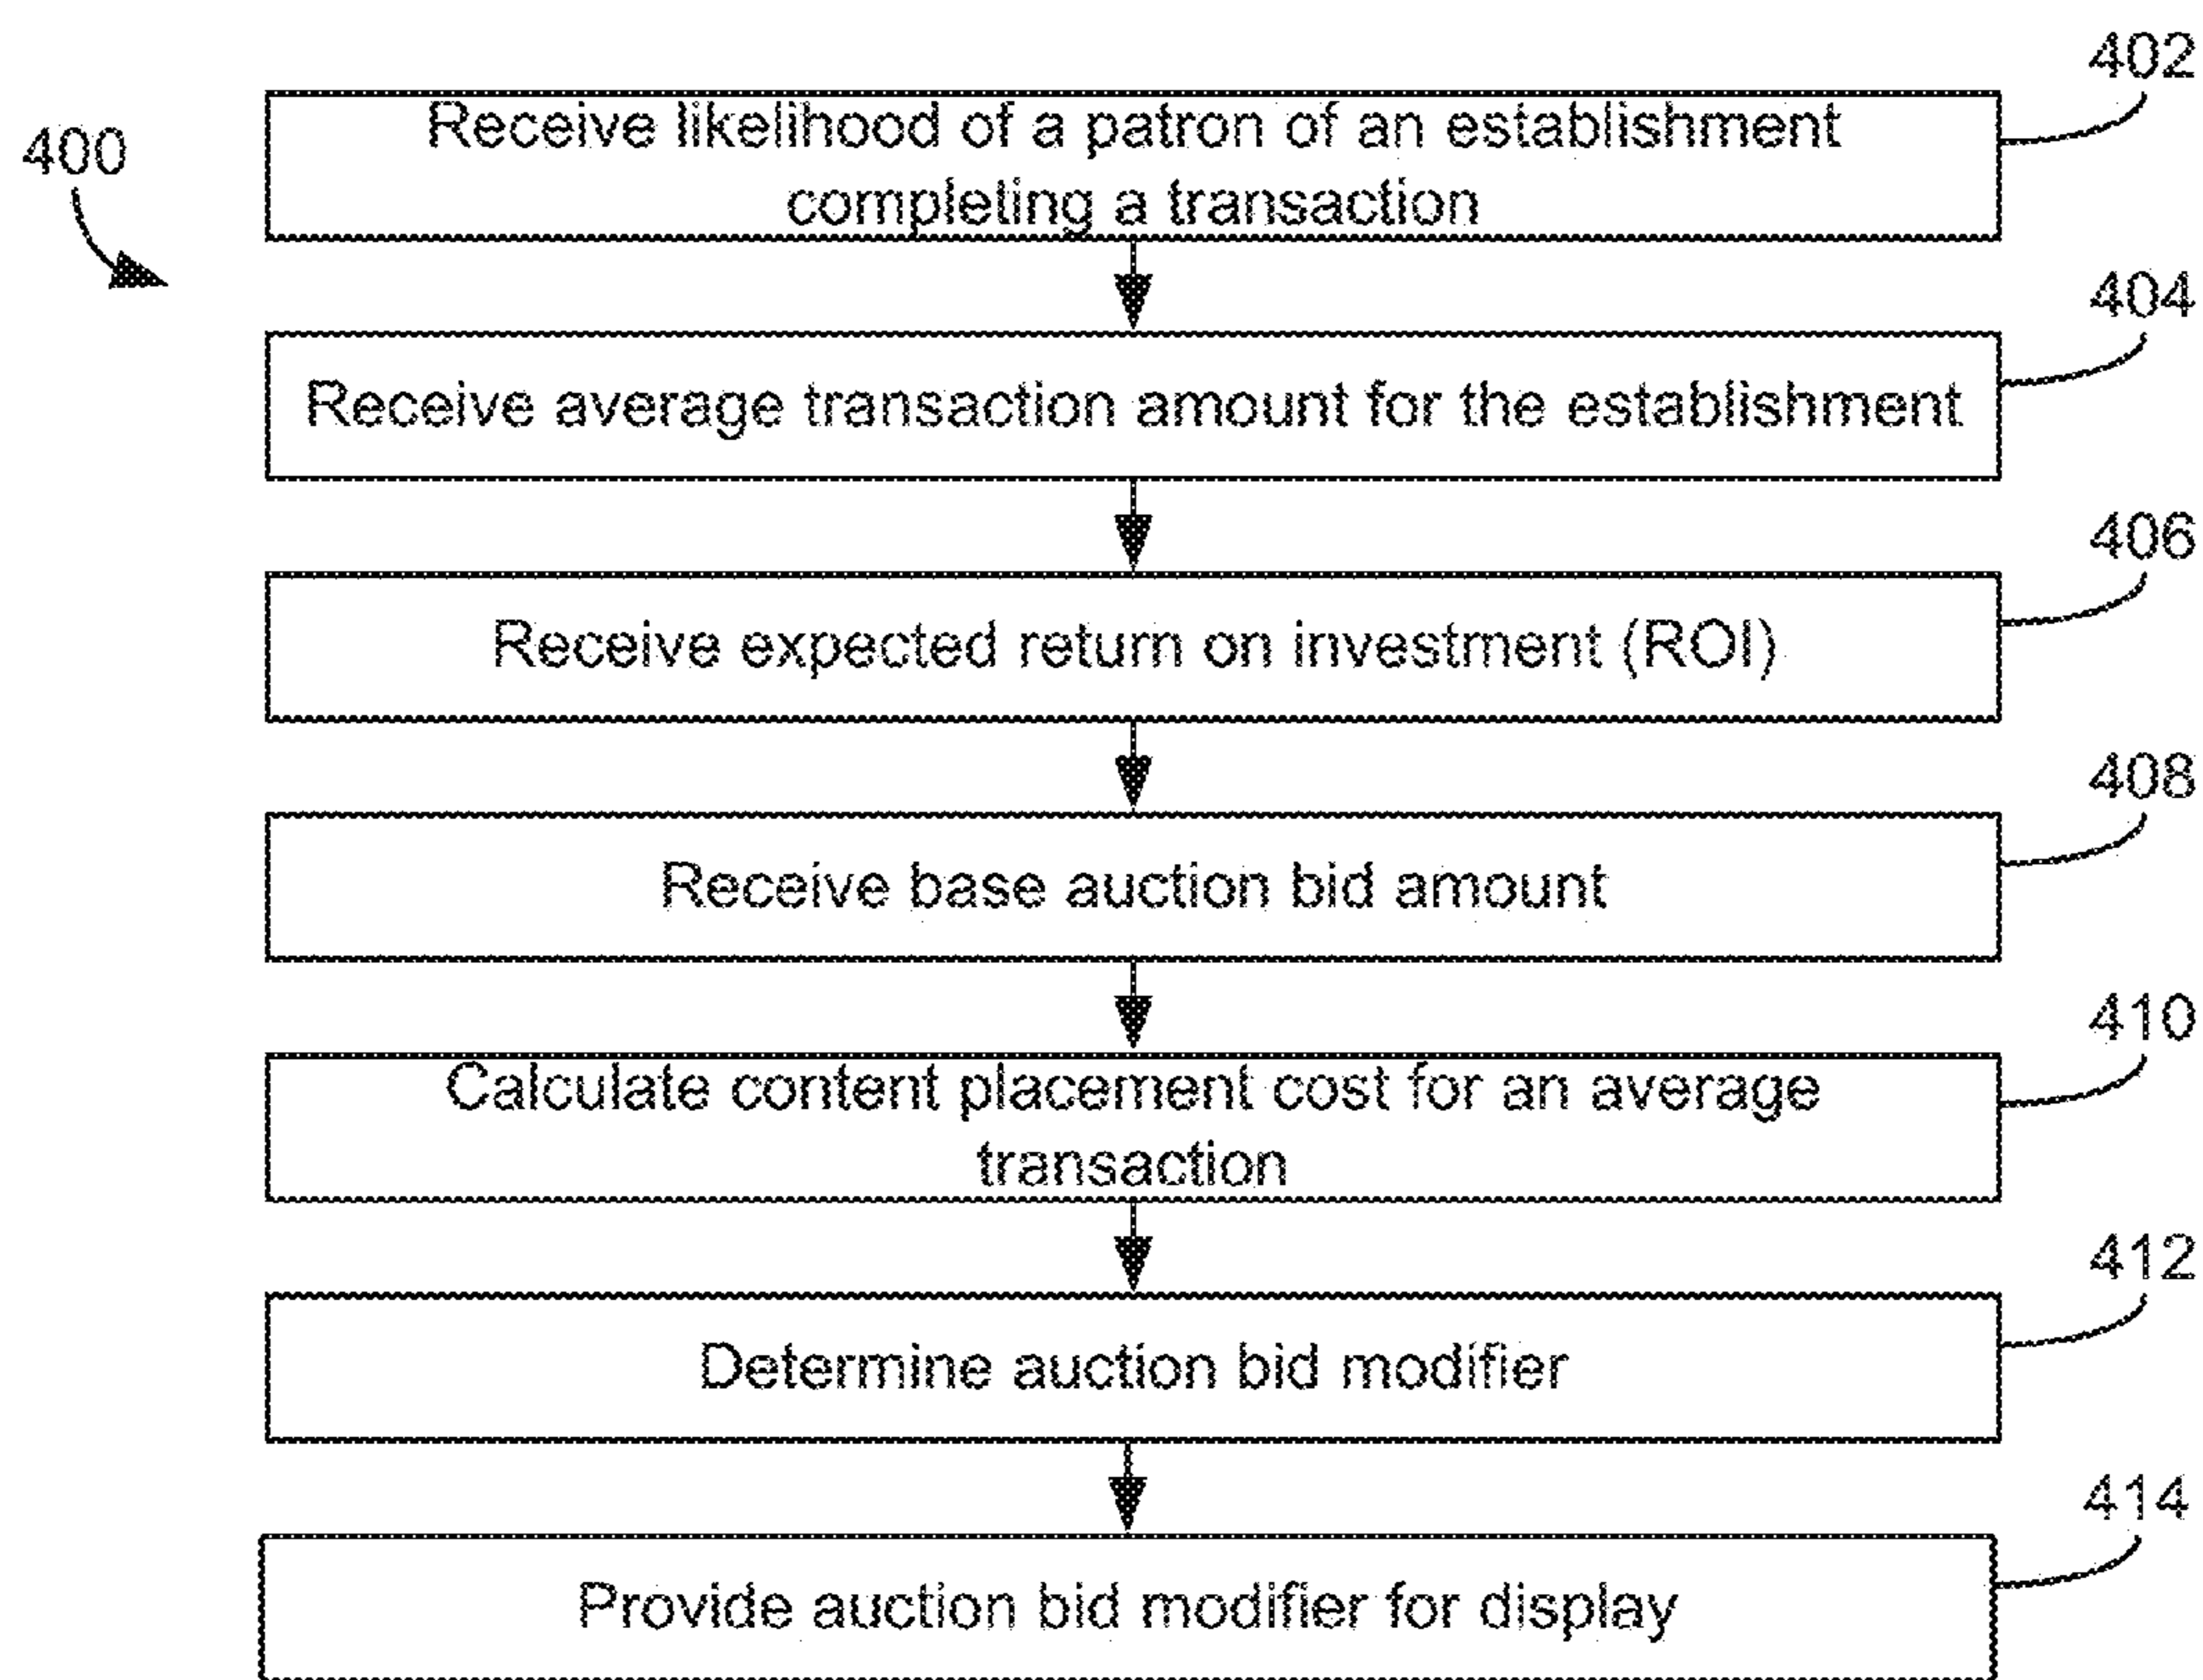 402
Receive likelihood of a patron of an establishment
completing a transaction
400
404
Receive average transaction amount for the establishment
406
Receive expected return on investment (ROI)
408
Receive base auction bid amount
410
Calculate content placement cost for an average
transaction
412
Determine auction bid modifier
414
Provide auction bid modifier for display